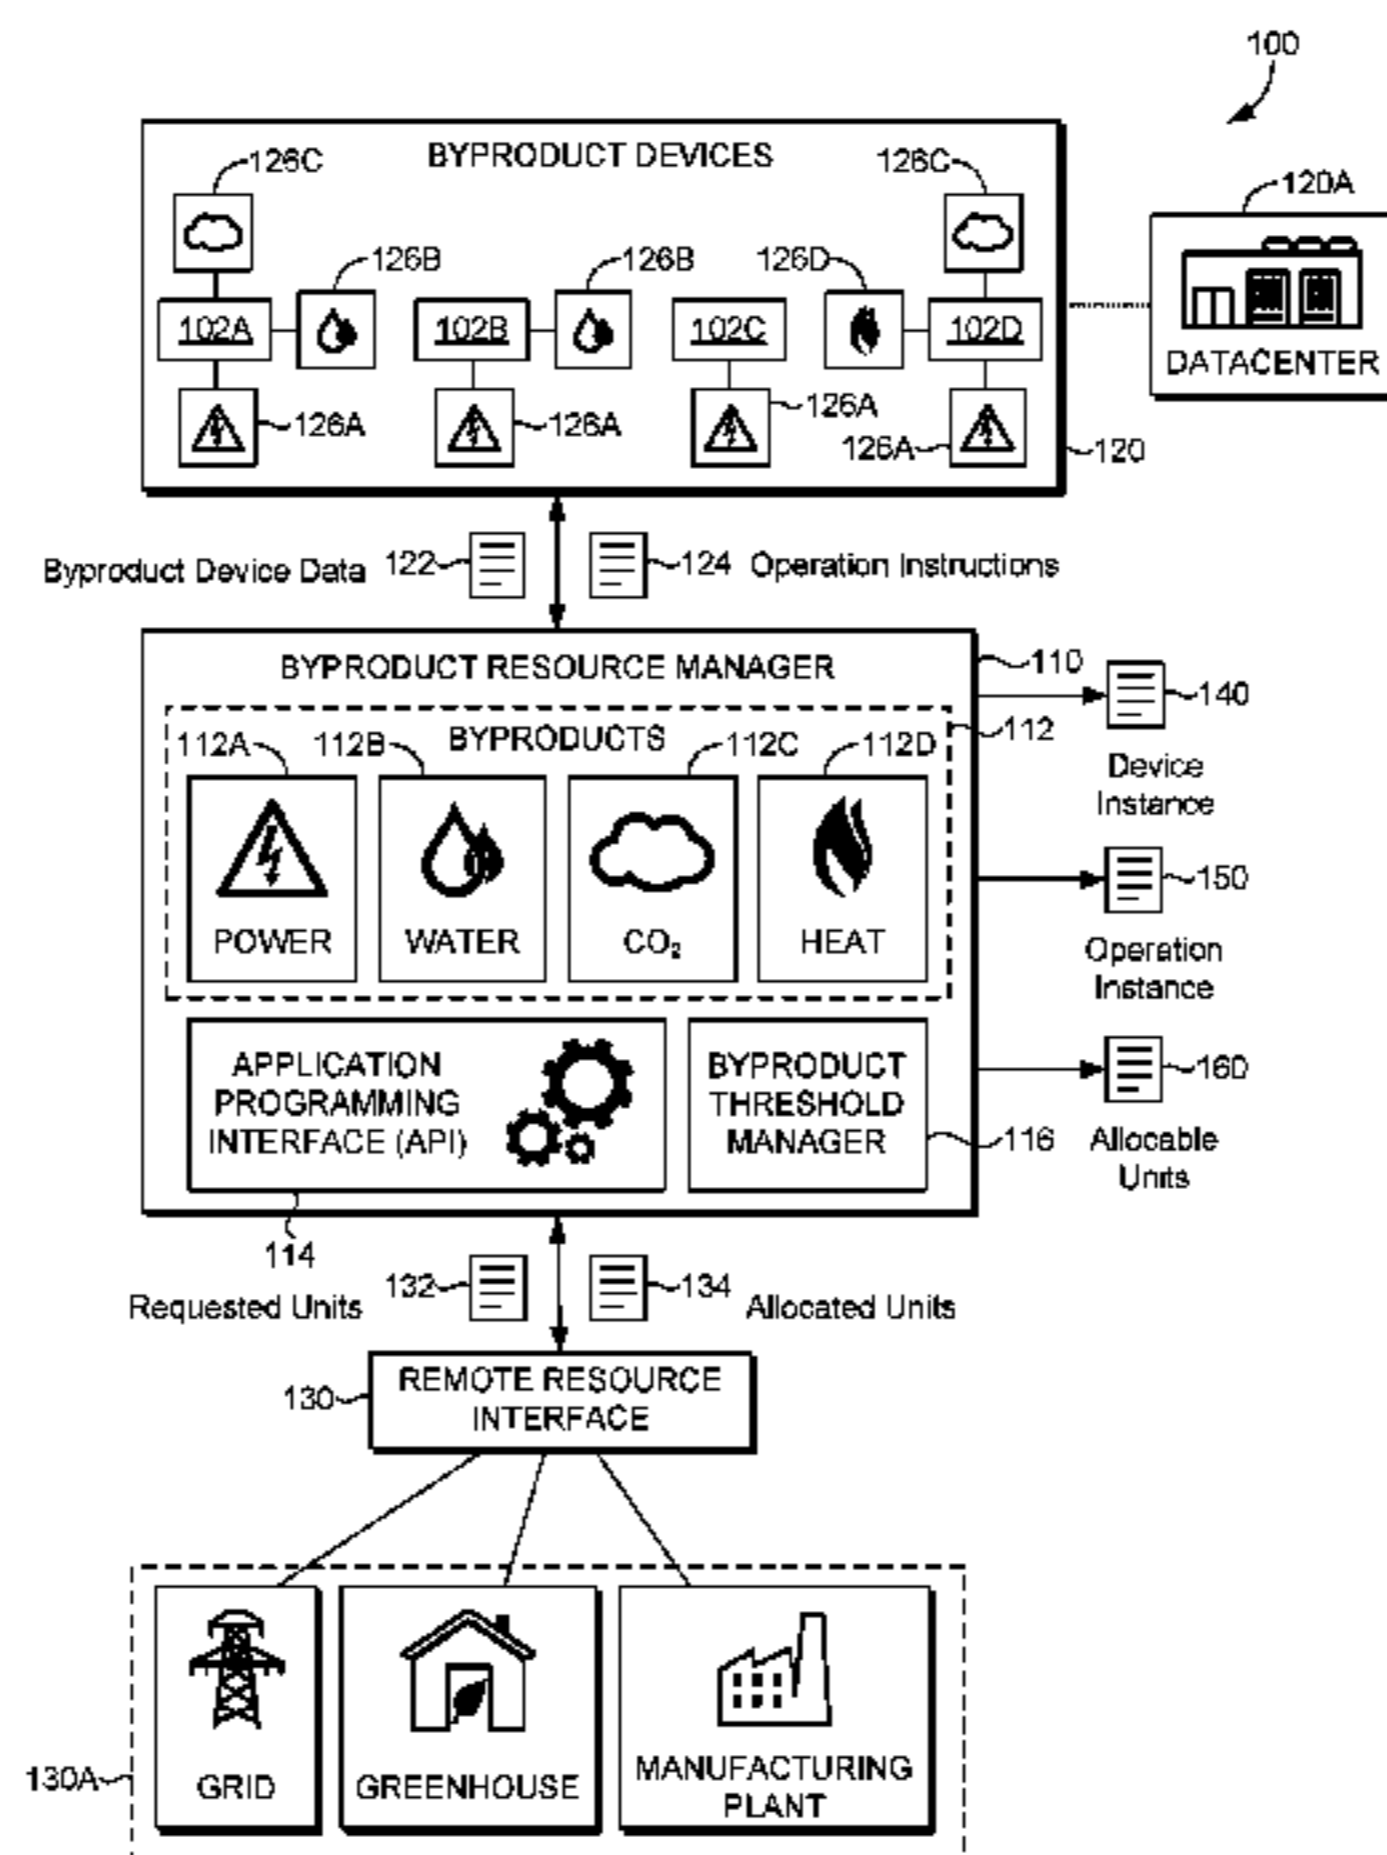 100
BYPRODUCT DEVICES
126C
126C
120A
126B
126B
126D
102A
102B
102C
102D
DATACENTER
126A
126A
126A
126A
120
Byproduct Device Data
122
124
Operation Instructions
BYPRODUCT RESOURCE MANAGER
110
140
Device
Instance
112
BYPRODUCTS
112A
112B
112C
112D
POWER
WATER
CO₂
HEAT
150
Operation
Instance
APPLICATION
PROGRAMMING
INTERFACE (API)
BYPRODUCT
THRESHOLD
MANAGER
160
116
Allocable
Units
114
Requested Units
132
134
Allocated Units
130
REMOTE RESOURCE
INTERFACE
130A
GRID
GREENHOUSE
MANUFACTURING
PLANT